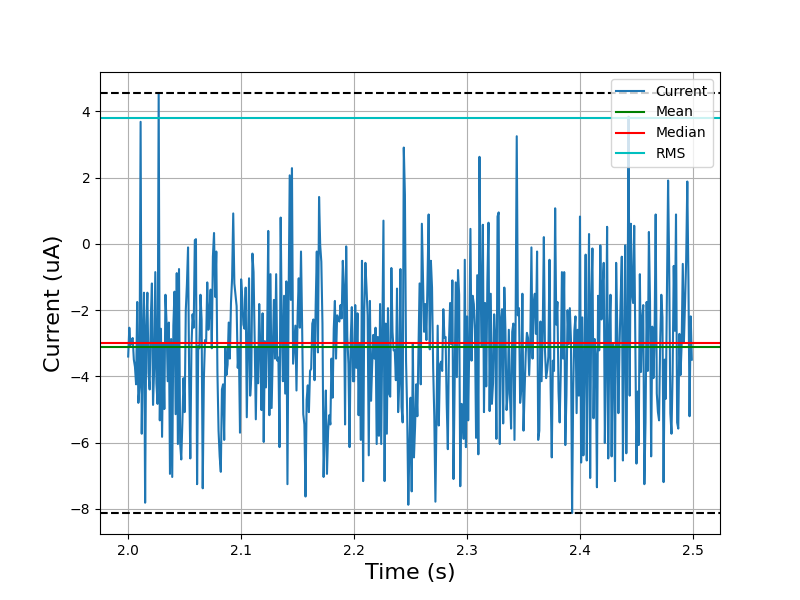 Current (uA)
4
2
0
−2
−4
−6
−8
Current
Mean
Median
RMS
2.0 2.1 2.2 2.3 2.4 2.5
Time (s)